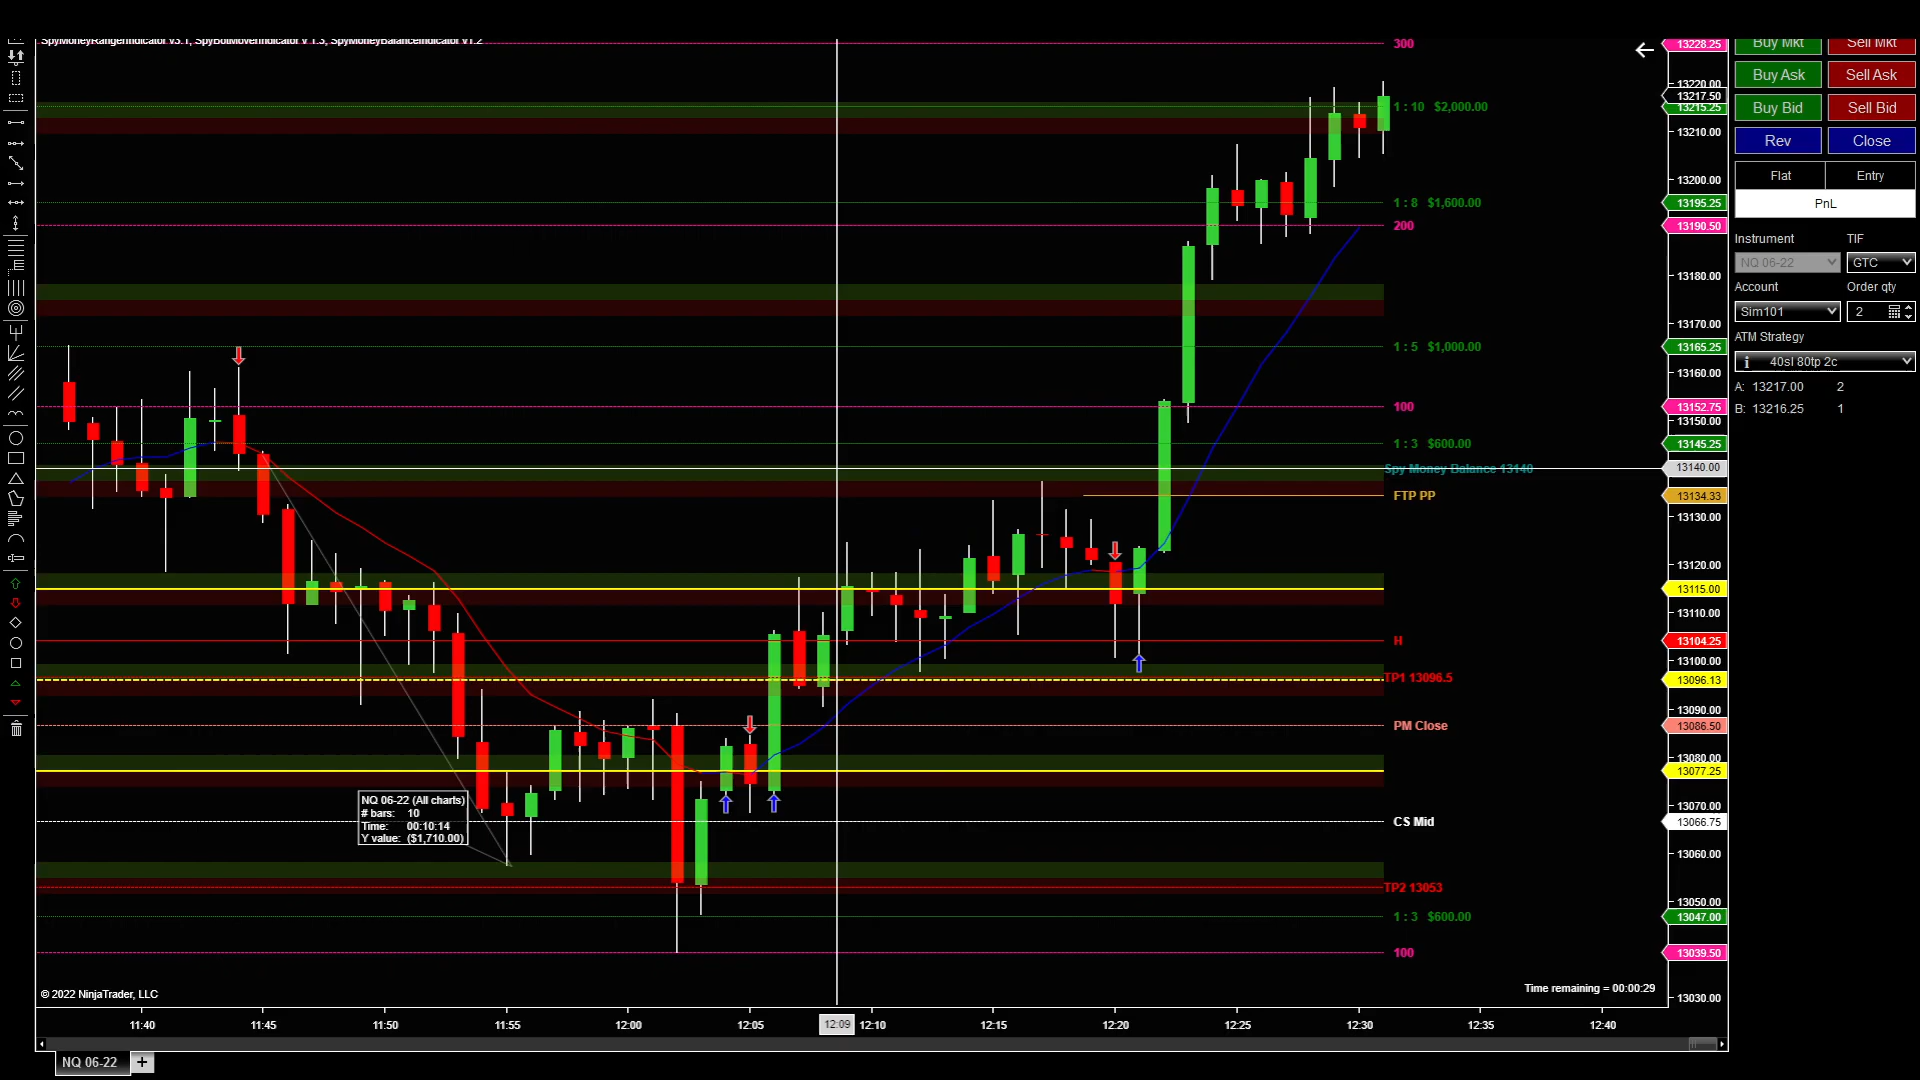 SpyMoneyRangerIndicator v3.1, SpyBotMoverIndicator v 1.3, SpyMoneyBalanceIndicator v1.2
300
1 : 10 $2,000.00
1 : 8 $1,600.00
200
1 : 5 $1,000.00
100
1 : 3 $600.00
Spy Money Balance 13140
FTP PP
H
TP1 13096.5
PM Close
CS Mid
TP2 13053
1 : 3 $600.00
100
NQ 06-22 (All charts)
# bars: 10
Time: 00:10:14
Y value: ($1,710.00)
© 2022 NinjaTrader, LLC
Time remaining = 00:00:29
13228.25
13220.00
13217.50
13215.25
13210.00
13200.00
13195.25
13190.50
13180.00
13170.00
13165.25
13160.00
13152.75
13150.00
13145.25
13140.00
13134.33
13130.00
13120.00
13115.00
13110.00
13104.25
13100.00
13096.13
13090.00
13086.50
13080.00
13077.25
13070.00
13066.75
13060.00
13050.00
13047.00
13039.50
13030.00
11:40 11:45 11:50 11:55 12:00 12:05 12:09 12:10 12:15 12:20 12:25 12:30 12:35 12:40
NQ 06-22 +
Buy Mkt Sell Mkt
Buy Ask Sell Ask
Buy Bid Sell Bid
Rev Close
Flat Entry
PnL
Instrument TIF
NQ 06-22 GTC
Account Order qty
Sim101 2
ATM Strategy
40sl 80tp 2c
A: 13217.00 2
B: 13216.25 1